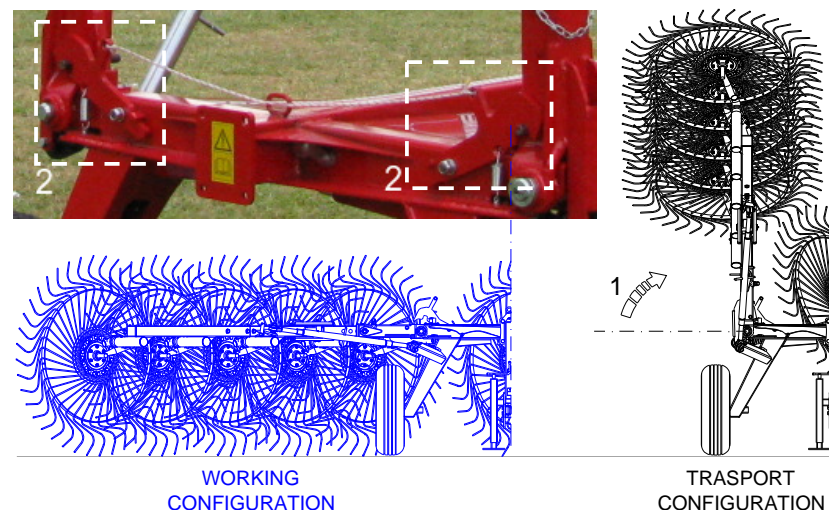 2
2
1
WORKING
CONFIGURATION
TRASPORT
CONFIGURATION